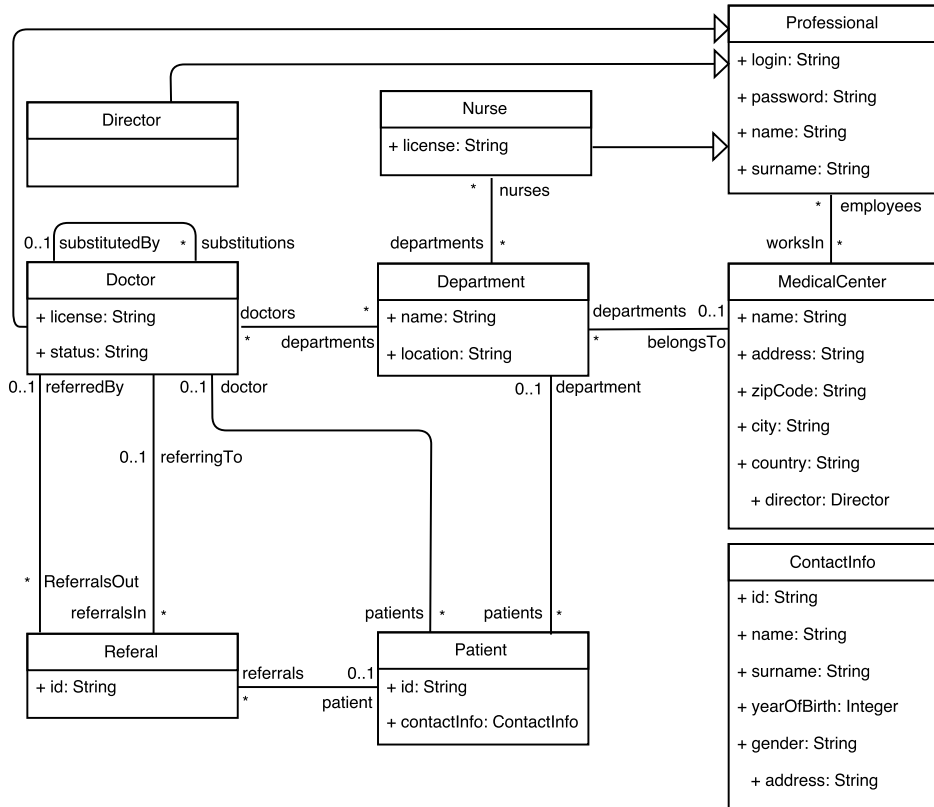 Professional
+ login: String
+ password: String
+ name: String
+ surname: String
Director
Nurse
+ license: String
* nurses
* employees
0..1 substitutedBy * substitutions
departments *
worksIn *
Doctor
+ license: String
+ status: String
doctors *
* departments
Department
+ name: String
+ location: String
departments 0..1
* belongsTo
MedicalCenter
+ name: String
+ address: String
+ zipCode: String
+ city: String
+ country: String
+ director: Director
0..1 referredBy
0..1 doctor
0..1 department
0..1 referringTo
* ReferralsOut
referralsIn *
patients *
patients *
Referal
+ id: String
referrals 0..1
* patient
Patient
+ id: String
+ contactInfo: ContactInfo
ContactInfo
+ id: String
+ name: String
+ surname: String
+ yearOfBirth: Integer
+ gender: String
+ address: String